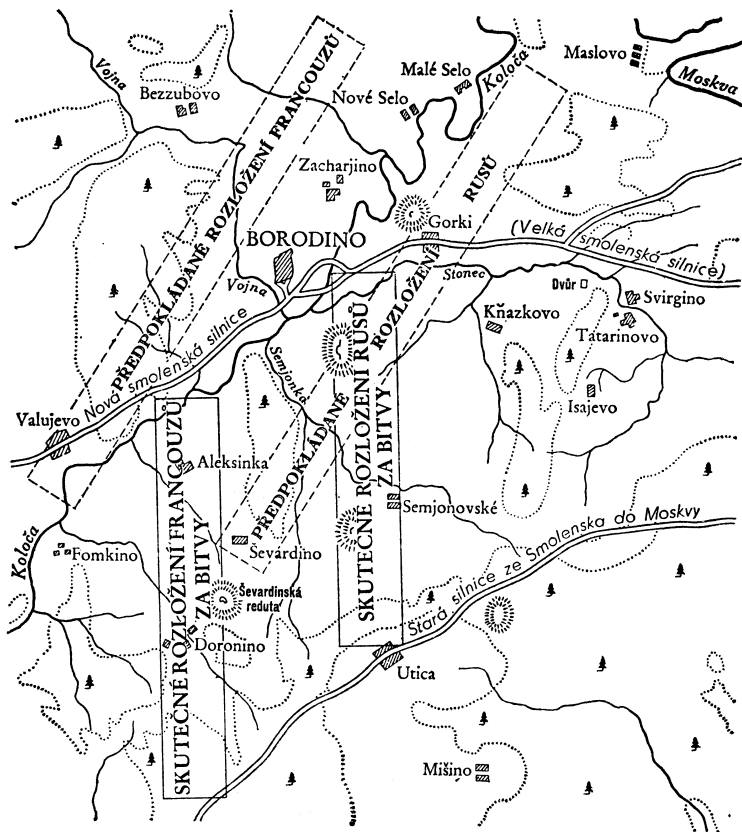 Maslovo
Vojna
Malé Selo
Koloča
Moskva
Bezzubovo
Nové Selo
Zacharjino
Gorki
BORODINO
(Velká smolenská silnice)
Stonec
Vojna
Dvůr
Svirgino
Kňazkovo
Tatarinovo
PŘEDPOKLÁDANÉ ROZLOŽENÍ FRANCOUZŮ
PŘEDPOKLÁDANÉ ROZLOŽENÍ RUSŮ
Nová smolenská silnice
Semjonka
Isajevo
Valujevo
Aleksinka
SKUTEČNÉ ROZLOŽENÍ FRANCOUZŮ
ZA BITVY
SKUTEČNÉ ROZLOŽENÍ RUSŮ
ZA BITVY
Semjonovské
Stará silnice ze Smolenska do Moskvy
Koloča
Fomkino
Ševardino
Ševardinská
reduta
Doronino
Utica
Mišino